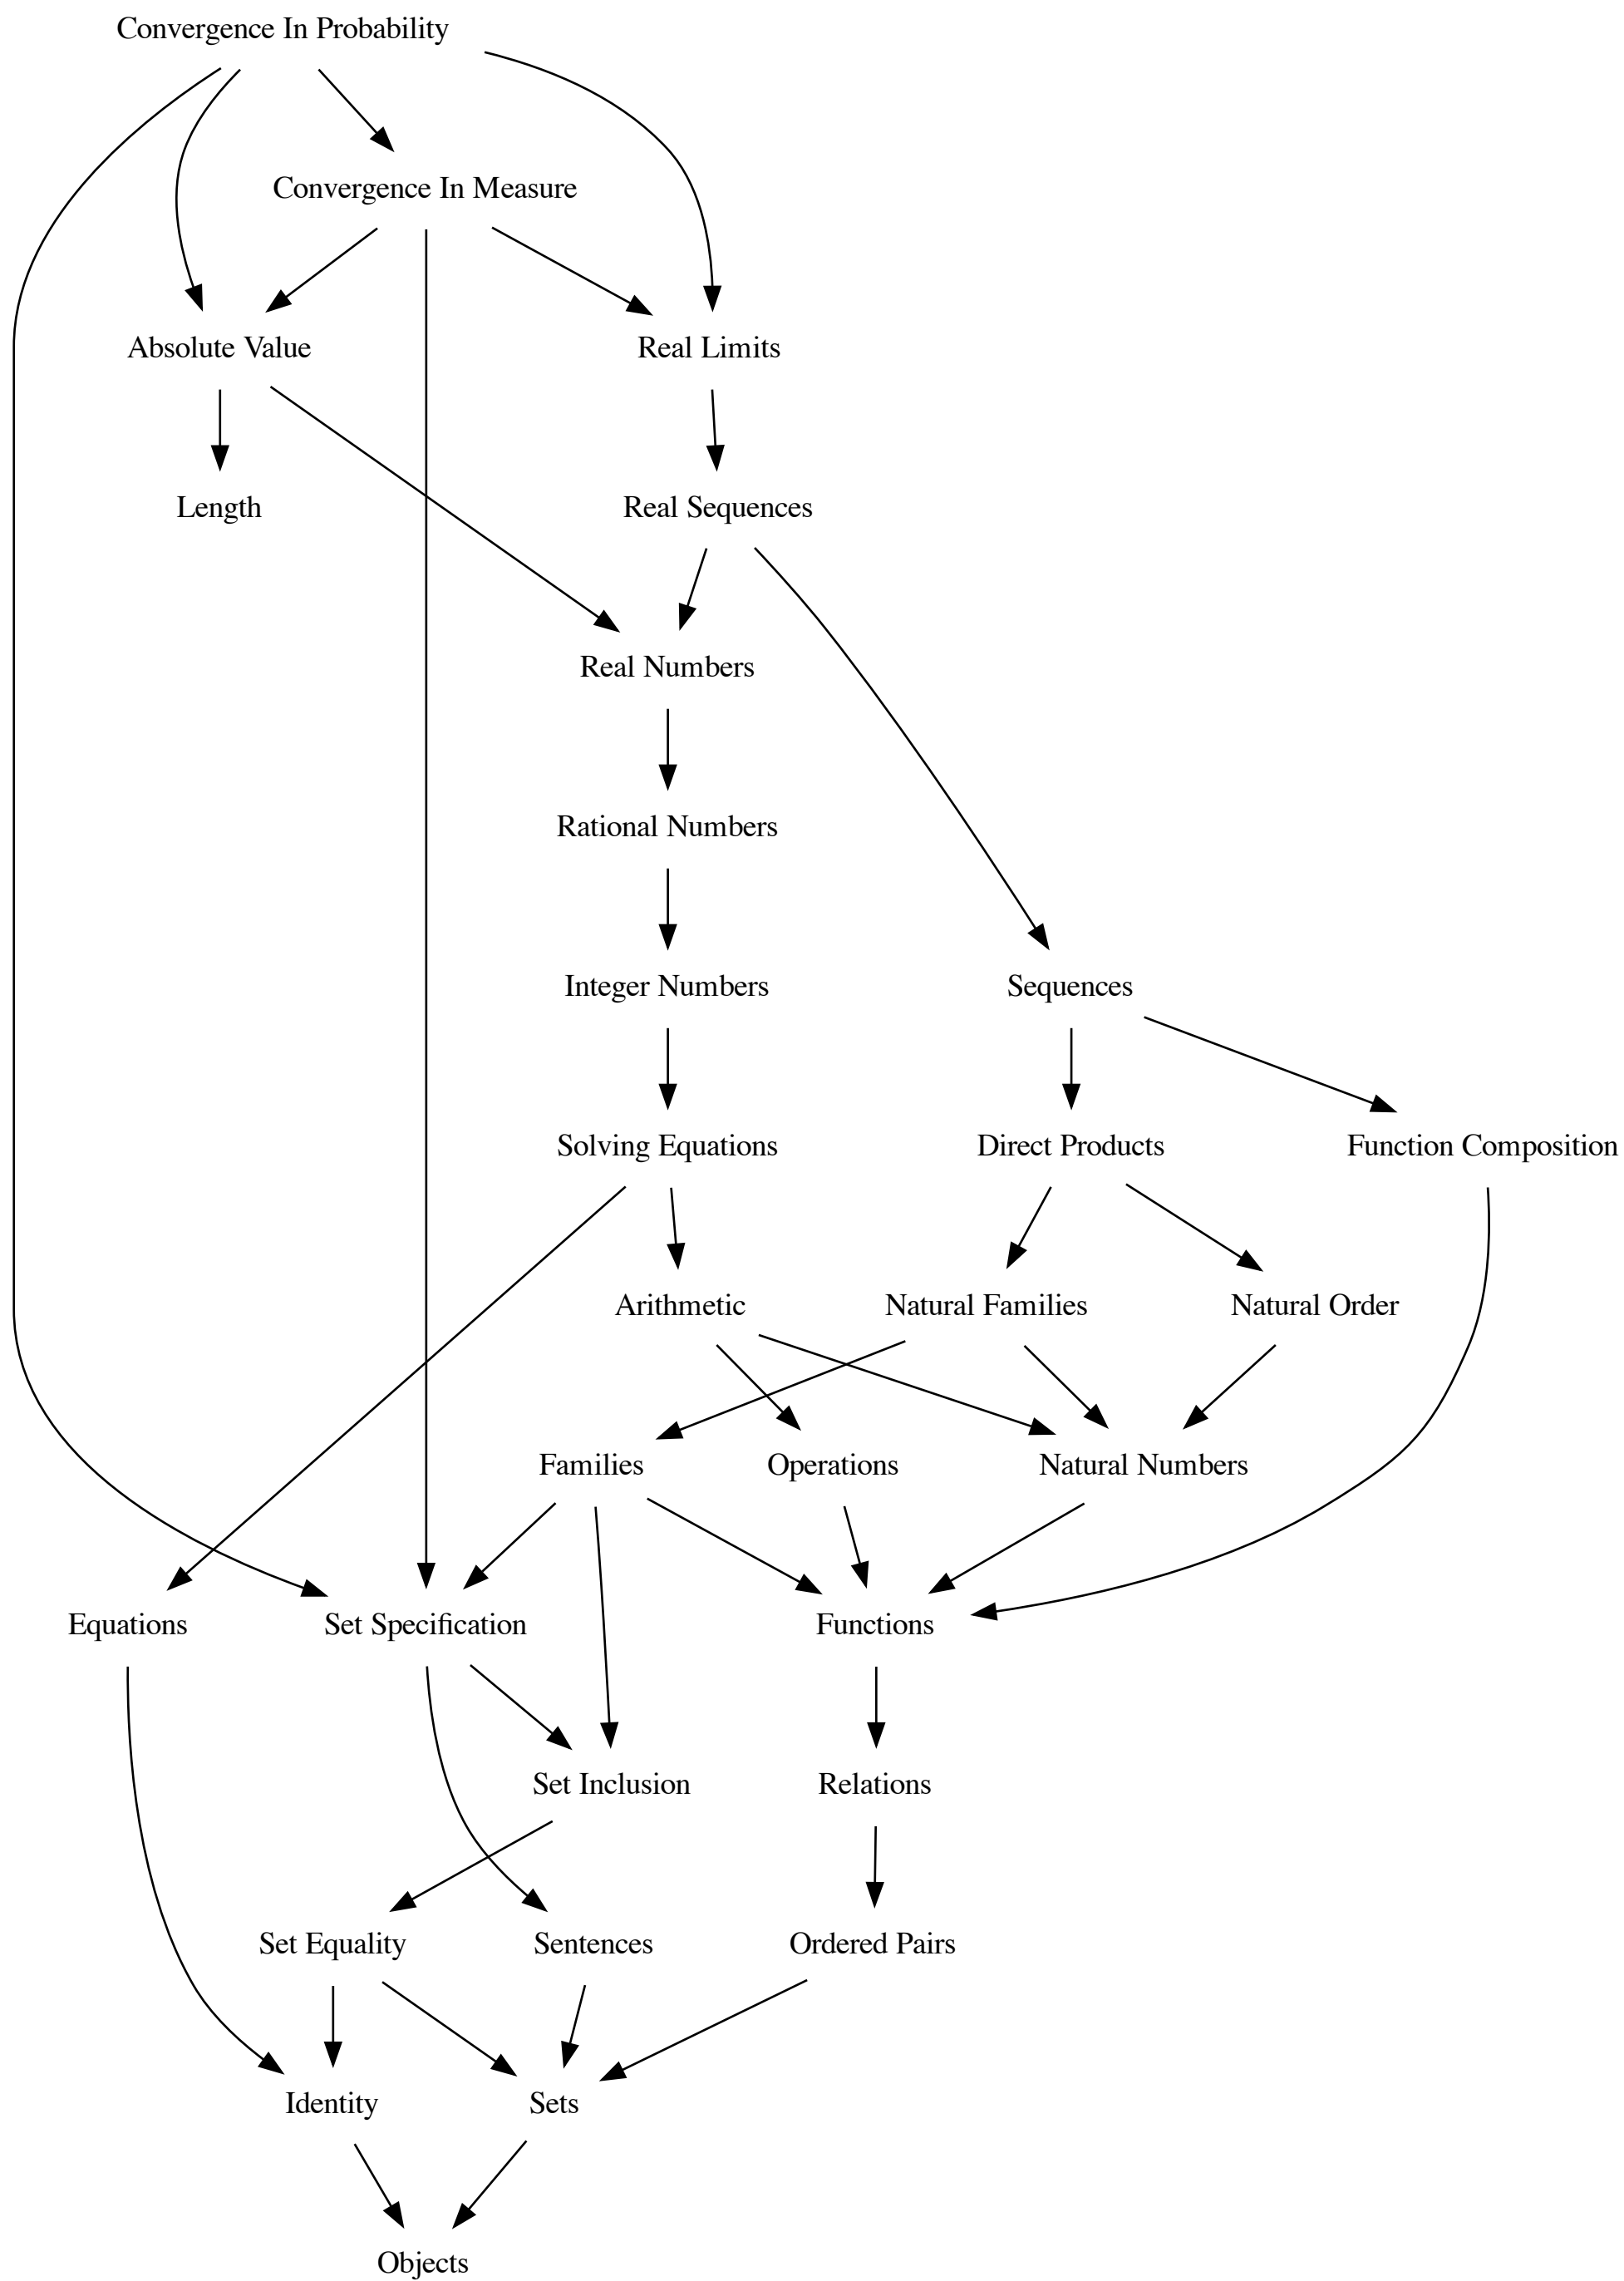 Convergence In Probability
Convergence In Measure
Absolute Value
Real Limits
Length
Real Sequences
Real Numbers
Rational Numbers
Integer Numbers
Sequences
Solving Equations
Direct Products
Function Composition
Arithmetic
Natural Families
Natural Order
Families
Operations
Natural Numbers
Equations
Set Specification
Functions
Set Inclusion
Relations
Set Equality
Sentences
Ordered Pairs
Identity
Sets
Objects